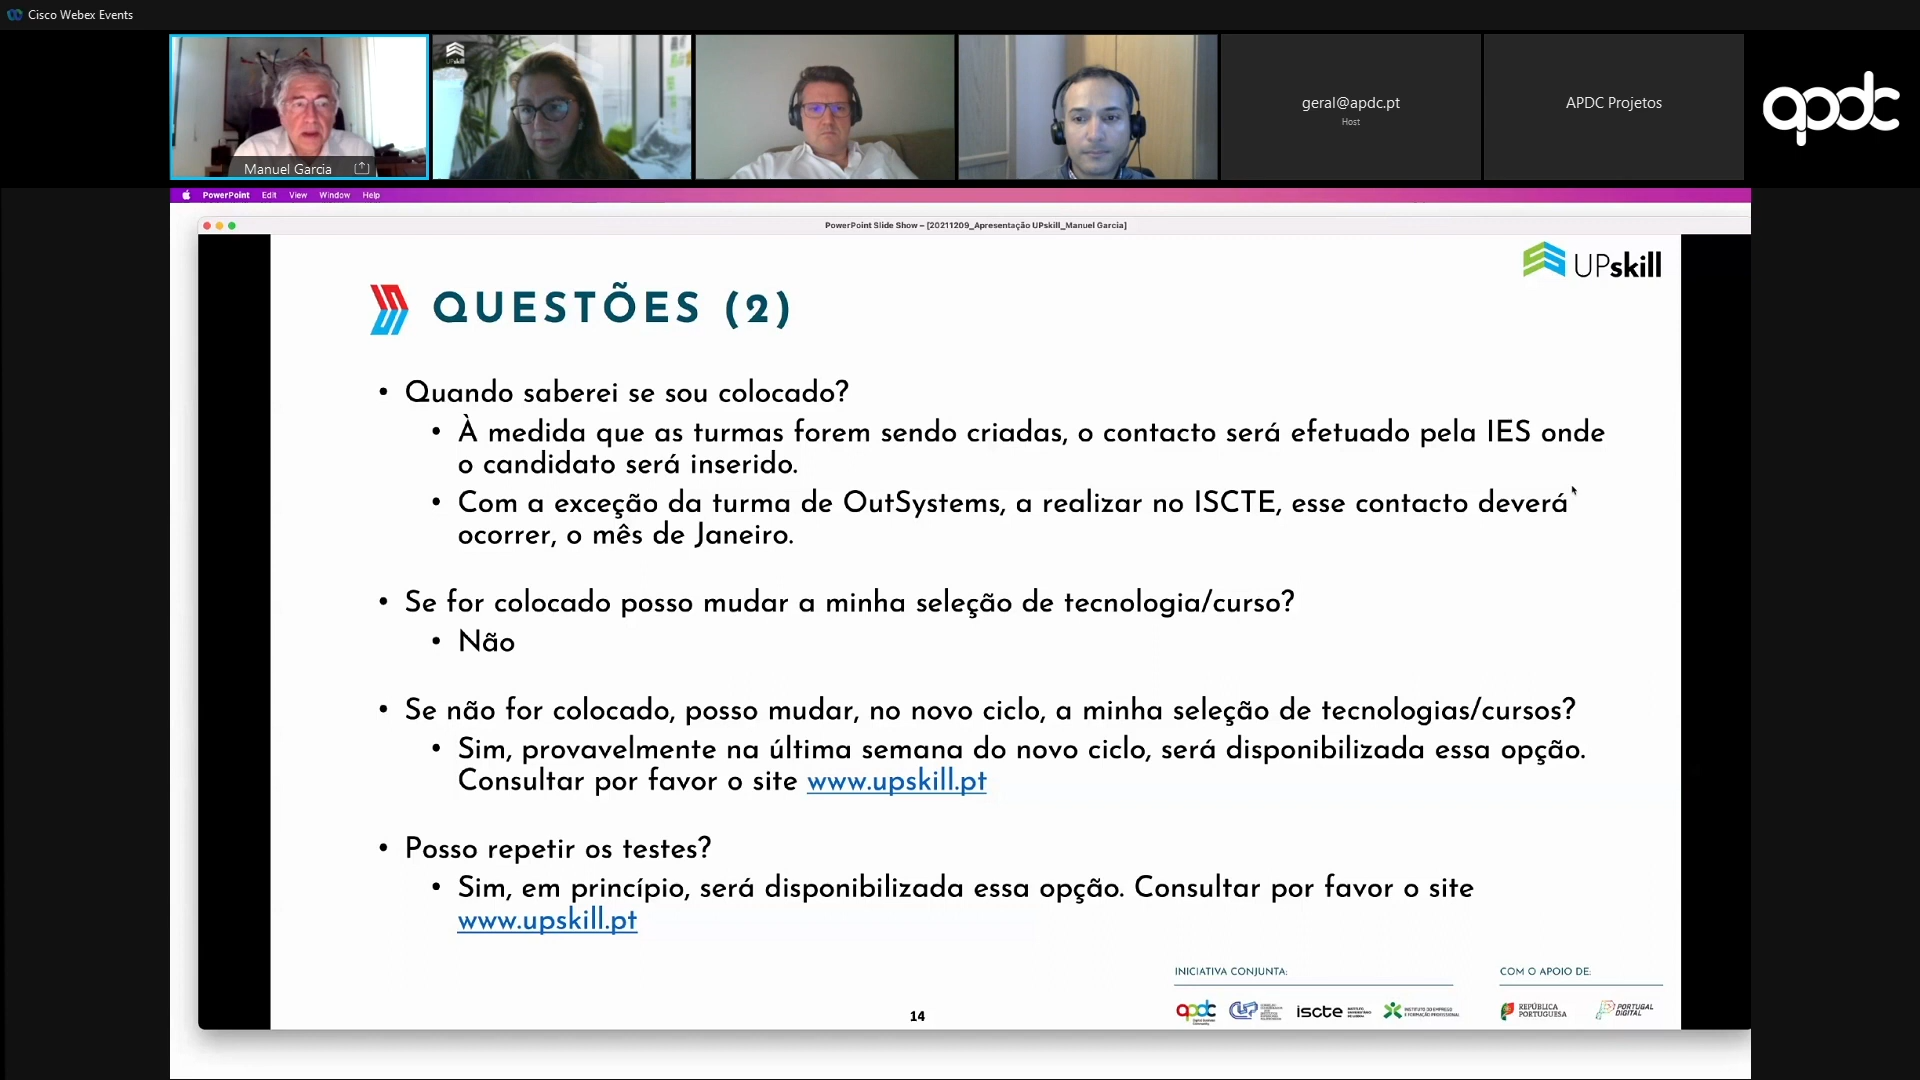 Cisco Webex Events
UPskill
Manuel Garcia
geral@apdc.pt
Host
APDC Projetos
apdc
PowerPoint Edit View Window Help
PowerPoint Slide Show – [20211209_Apresentação UPskill_Manuel Garcia]
UPskill
QUESTÕES (2)
• Quando saberei se sou colocado?
• À medida que as turmas forem sendo criadas, o contacto será efetuado pela IES onde
o candidato será inserido.
• Com a exceção da turma de OutSystems, a realizar no ISCTE, esse contacto deverá
ocorrer, o mês de Janeiro.
• Se for colocado posso mudar a minha seleção de tecnologia/curso?
• Não
• Se não for colocado, posso mudar, no novo ciclo, a minha seleção de tecnologias/cursos?
• Sim, provavelmente na última semana do novo ciclo, será disponibilizada essa opção.
Consultar por favor o site www.upskill.pt
• Posso repetir os testes?
• Sim, em princípio, será disponibilizada essa opção. Consultar por favor o site
www.upskill.pt
INICIATIVA CONJUNTA:
COM O APOIO DE:
apdc
iscte
INSTITUTO DO EMPREGO
E FORMAÇÃO PROFISSIONAL
REPÚBLICA
PORTUGUESA
PORTUGAL
DIGITAL
14